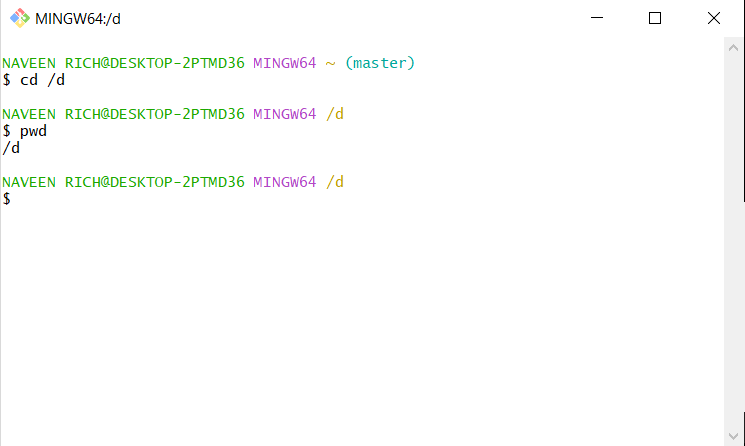 MINGW64:/d
NAVEEN RICH@DESKTOP-2PTMD36 MINGW64 ~ (master)
$ cd /d
NAVEEN RICH@DESKTOP-2PTMD36 MINGW64 /d
$ pwd
/d
NAVEEN RICH@DESKTOP-2PTMD36 MINGW64 /d
$